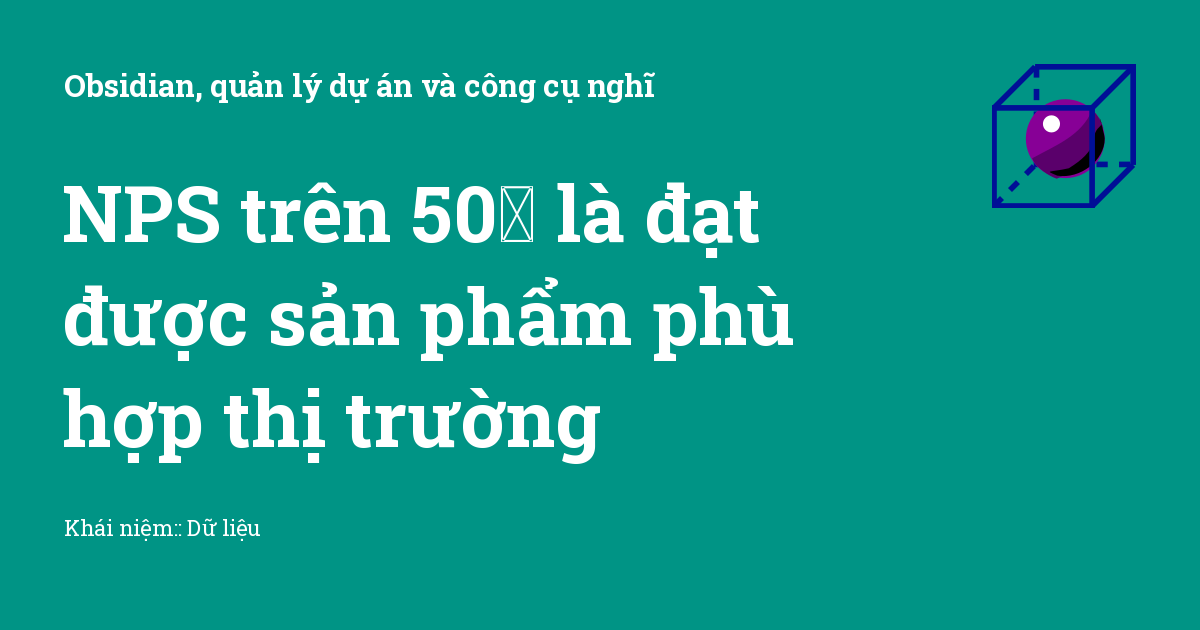 Obsidian, quản lý dự án và công cụ nghĩ
NPS trên 50 là đạt
được sản phẩm phù
hợp thị trường
Khái niệm:: Dữ liệu